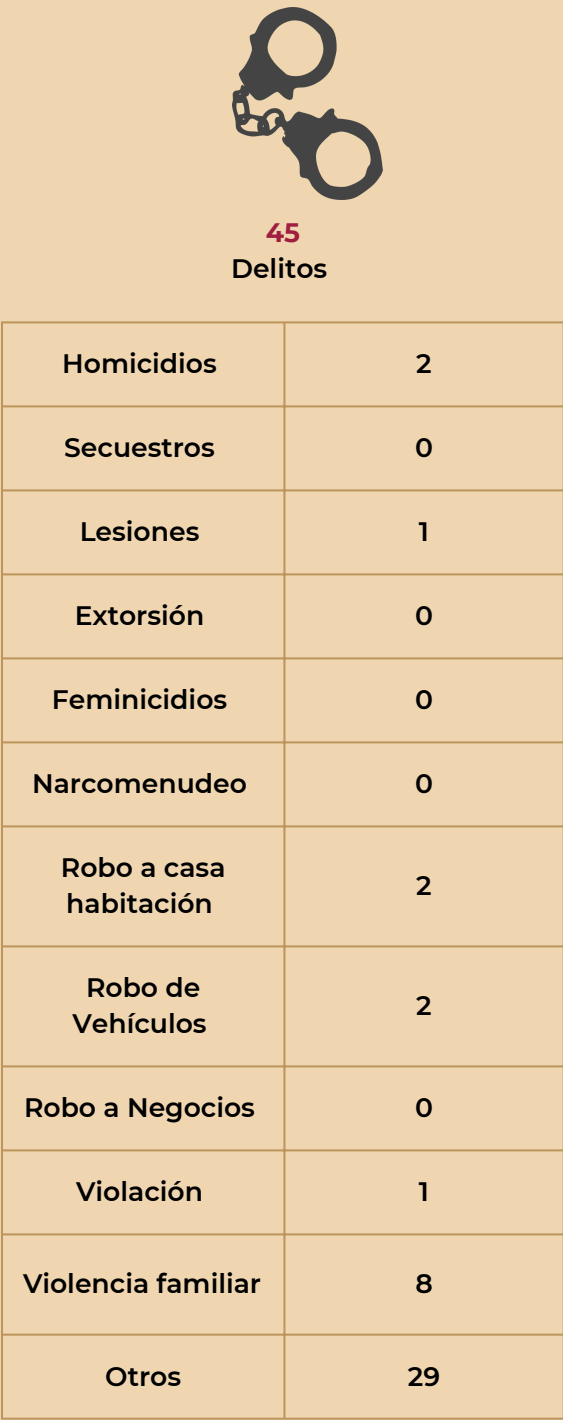 45
Delitos
Homicidios 2
Secuestros 0
Lesiones 1
Extorsión 0
Feminicidios 0
Narcomenudeo 0
Robo a casa
habitación 2
Robo de
Vehículos 2
Robo a Negocios 0
Violación 1
Violencia familiar 8
Otros 29